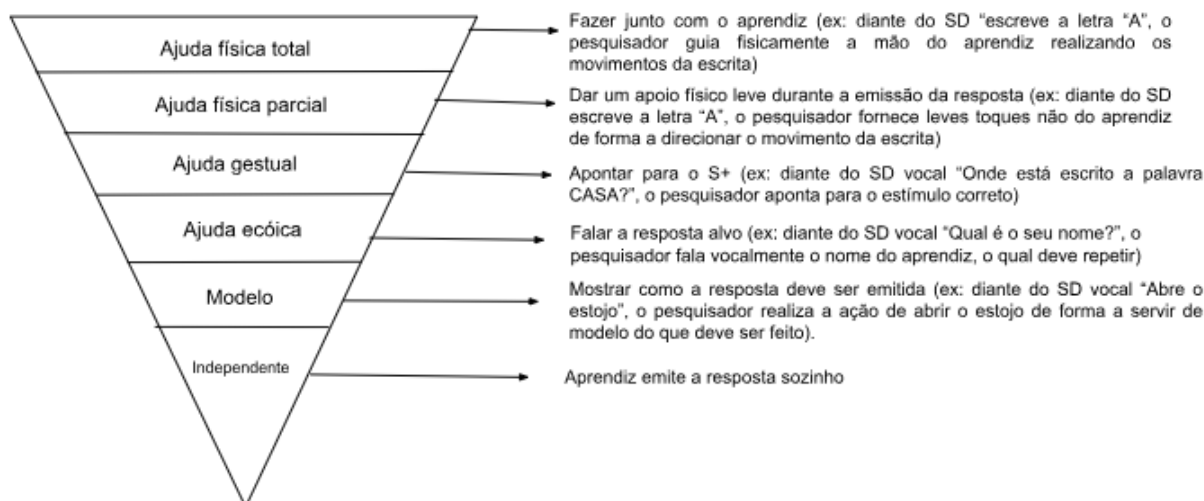 Ajuda física total
Fazer junto com o aprendiz (ex: diante do SD “escreve a letra “A”, o
pesquisador guia fisicamente a mão do aprendiz realizando os
movimentos da escrita)
Ajuda física parcial
Dar um apoio físico leve durante a emissão da resposta (ex: diante do SD
escreve a letra “A”, o pesquisador fornece leves toques não do aprendiz
de forma a direcionar o movimento da escrita)
Ajuda gestual
Apontar para o S+ (ex: diante do SD vocal “Onde está escrito a palavra
CASA?”, o pesquisador aponta para o estímulo correto)
Ajuda ecóica
Falar a resposta alvo (ex: diante do SD vocal “Qual é o seu nome?”, o
pesquisador fala vocalmente o nome do aprendiz, o qual deve repetir)
Modelo
Mostrar como a resposta deve ser emitida (ex: diante do SD vocal “Abre o
estojo”, o pesquisador realiza a ação de abrir o estojo de forma a servir de
modelo do que deve ser feito).
Independente
Aprendiz emite a resposta sozinho